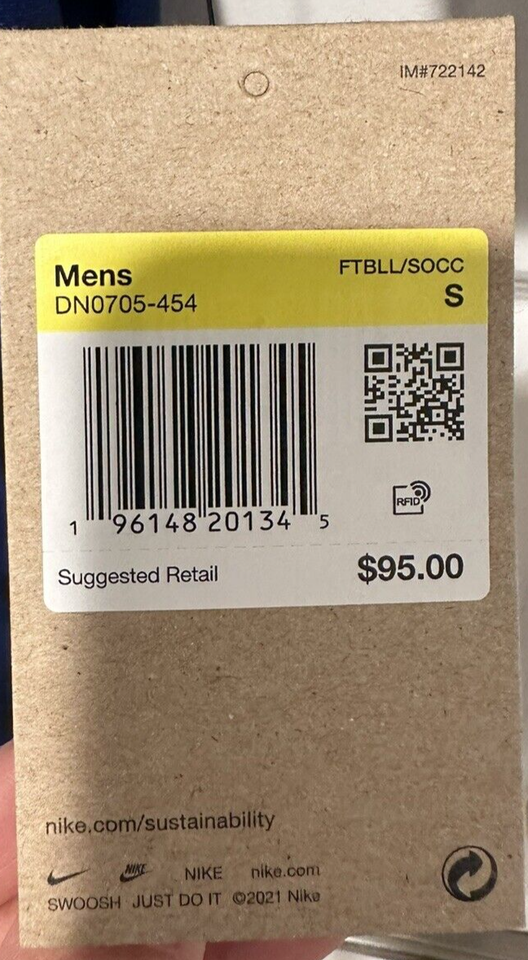 IM#722142
Mens FTBLL/SOCC
DN0705-454 S
1 96148 20134 5
RFID
Suggested Retail $95.00
nike.com/sustainability
NIKE NIKE nike.com
SWOOSH JUST DO IT ©2021 Nike